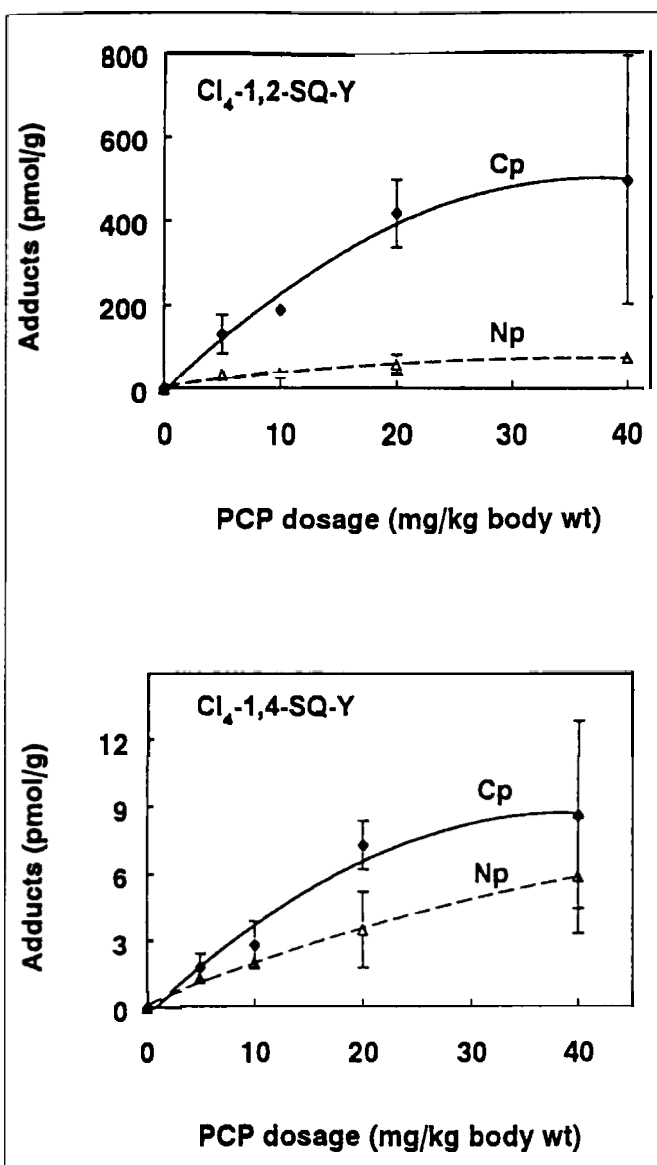 800
Cl₄-1,2-SQ-Y
600
Cp
400
200
Np
0
0 10 20 30 40
Adducts (pmol/g)
PCP dosage (mg/kg body wt)
Cl₄-1,4-SQ-Y
12
Cp
9
Np
6
3
0
0 10 20 30 40
Adducts (pmol/g)
PCP dosage (mg/kg body wt)